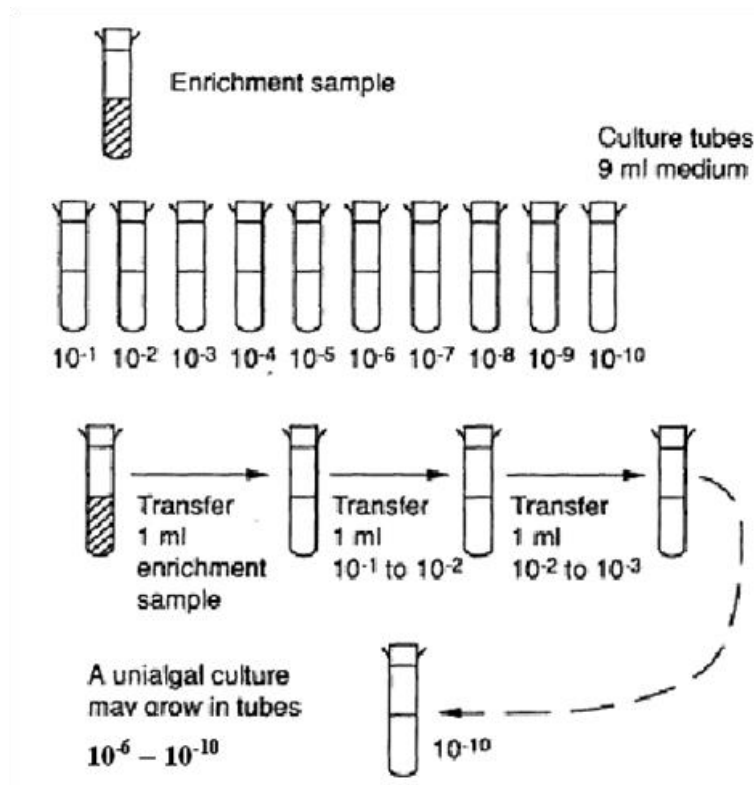 Enrichment sample
Culture tubes
9 ml medium
10⁻¹ 10⁻² 10⁻³ 10⁻⁴ 10⁻⁵ 10⁻⁶ 10⁻⁷ 10⁻⁸ 10⁻⁹ 10⁻¹⁰
Transfer
1 ml
enrichment
sample
Transfer
1 ml
10⁻¹ to 10⁻²
Transfer
1 ml
10⁻² to 10⁻³
A unialgal culture
may grow in tubes
10⁻⁶ – 10⁻¹⁰
10⁻¹⁰